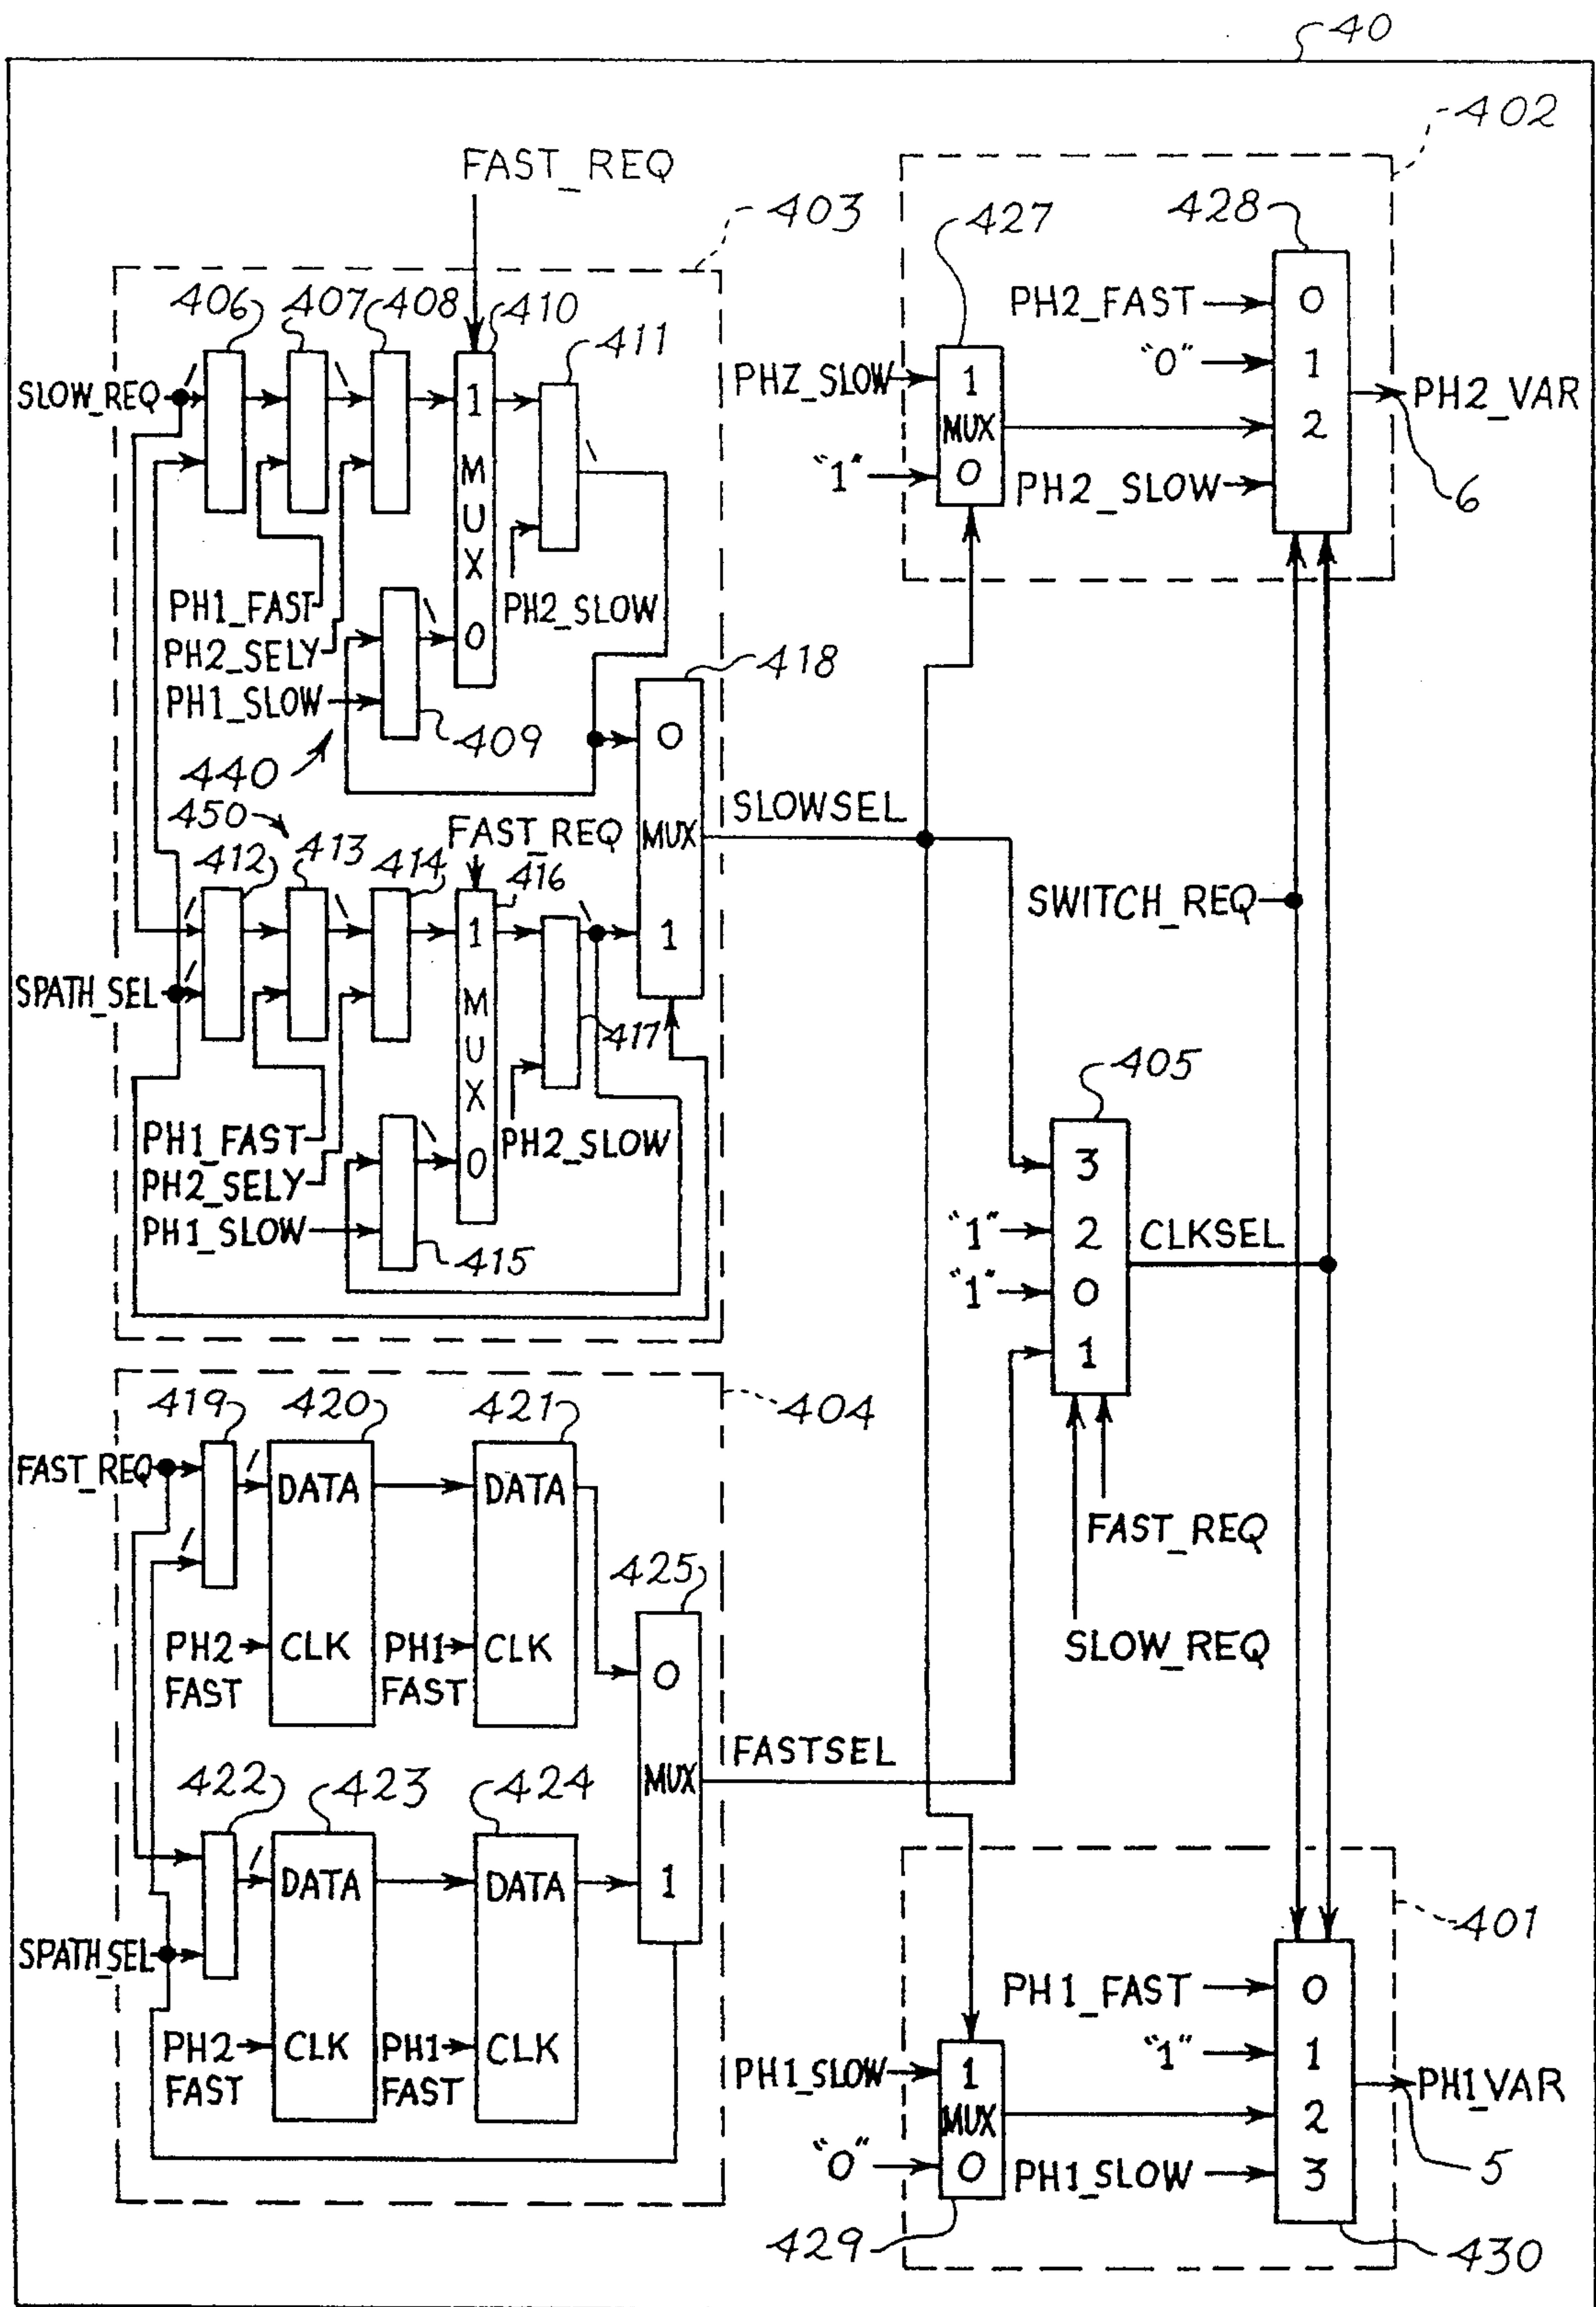 40
402
FAST_REQ
403
427
428
406
407
408
410
411
PH2_FAST
0
"0"
1
SLOW_REQ
1
PHZ_SLOW
1
2
PH2_VAR
MUX
MUX
"1"
0
PH2_SLOW
6
PH1_FAST
PH2_SELY
PH1_SLOW
0
PH2_SLOW
409
418
440
0
450
412
413
414
FAST_REQ
416
MUX
SLOWSEL
SWITCH_REQ
1
1
SPATH_SEL
MUX
417
405
PH1_FAST
PH2_SELY
PH1_SLOW
0
PH2_SLOW
3
"1"
2
CLKSEL
415
"1"
0
1
419
420
421
404
FAST_REQ
DATA
DATA
FAST_REQ
425
PH2
FAST
CLK
PH1
FAST
CLK
0
SLOW_REQ
MUX
FASTSEL
422
423
424
DATA
DATA
1
401
SPATH_SEL
PH1_FAST
0
PH2
FAST
CLK
PH1
FAST
CLK
PH1_SLOW
1
"1"
1
PH1_VAR
MUX
2
"0"
0
PH1_SLOW
3
5
429
430